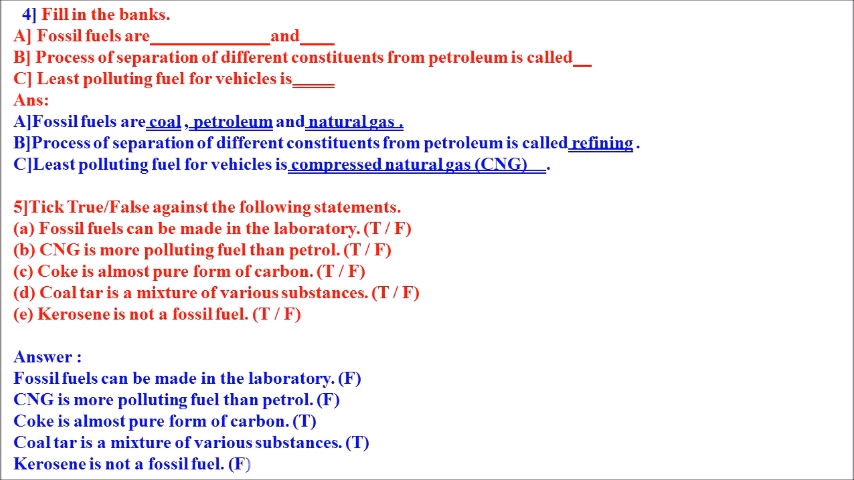 4] Fill in the banks.
A] Fossil fuels are_____________and____
B] Process of separation of different constituents from petroleum is called__
C] Least polluting fuel for vehicles is_____
Ans:
A]Fossil fuels are coal , petroleum and natural gas .
B]Process of separation of different constituents from petroleum is called refining .
C]Least polluting fuel for vehicles is compressed natural gas (CNG) .
5]Tick True/False against the following statements.
(a) Fossil fuels can be made in the laboratory. (T / F)
(b) CNG is more polluting fuel than petrol. (T / F)
(c) Coke is almost pure form of carbon. (T / F)
(d) Coal tar is a mixture of various substances. (T / F)
(e) Kerosene is not a fossil fuel. (T / F)
Answer :
Fossil fuels can be made in the laboratory. (F)
CNG is more polluting fuel than petrol. (F)
Coke is almost pure form of carbon. (T)
Coal tar is a mixture of various substances. (T)
Kerosene is not a fossil fuel. (F)